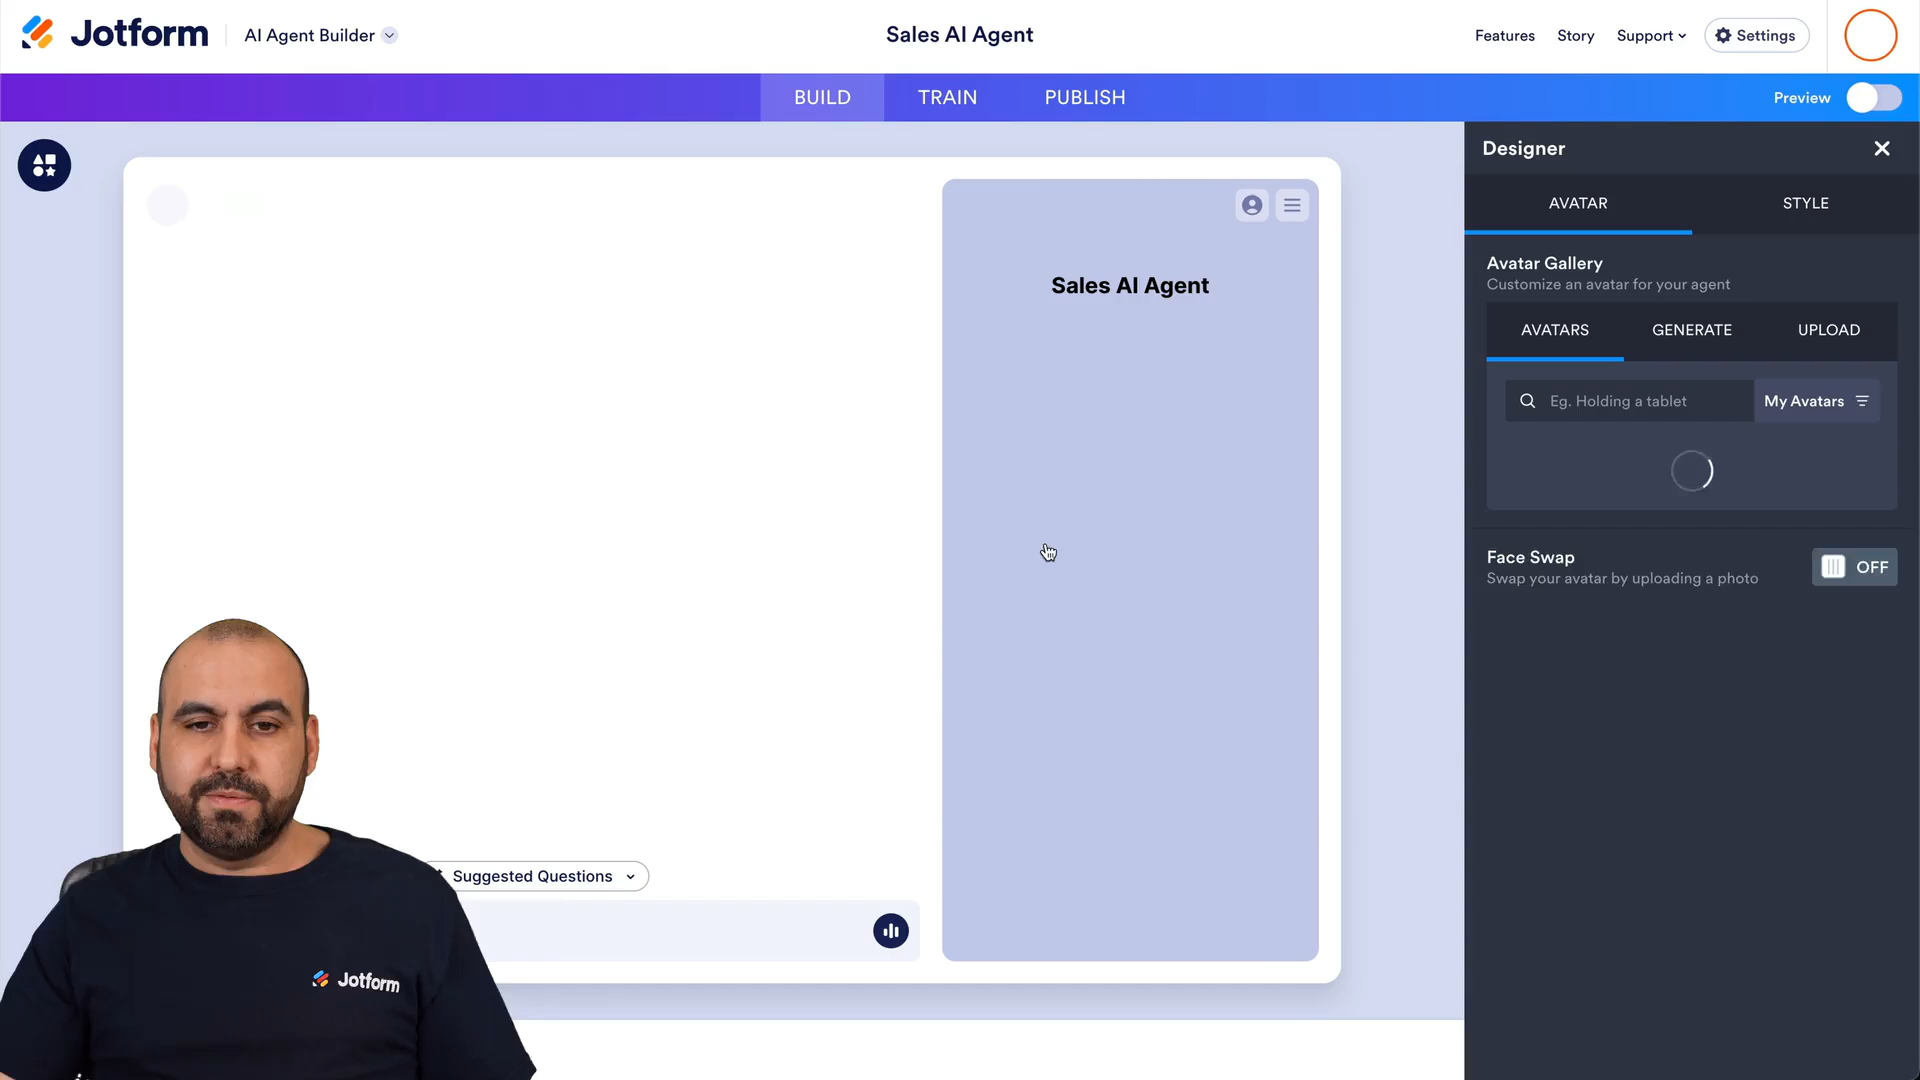 Jotform
AI Agent Builder
Sales AI Agent
Features
Story
Support
Settings
BUILD
TRAIN
PUBLISH
Preview
Designer
AVATAR
STYLE
Avatar Gallery
Customize an avatar for your agent
AVATARS
GENERATE
UPLOAD
Eg. Holding a tablet
My Avatars
Face Swap
Swap your avatar by uploading a photo
OFF
Sales AI Agent
Suggested Questions
Jotform